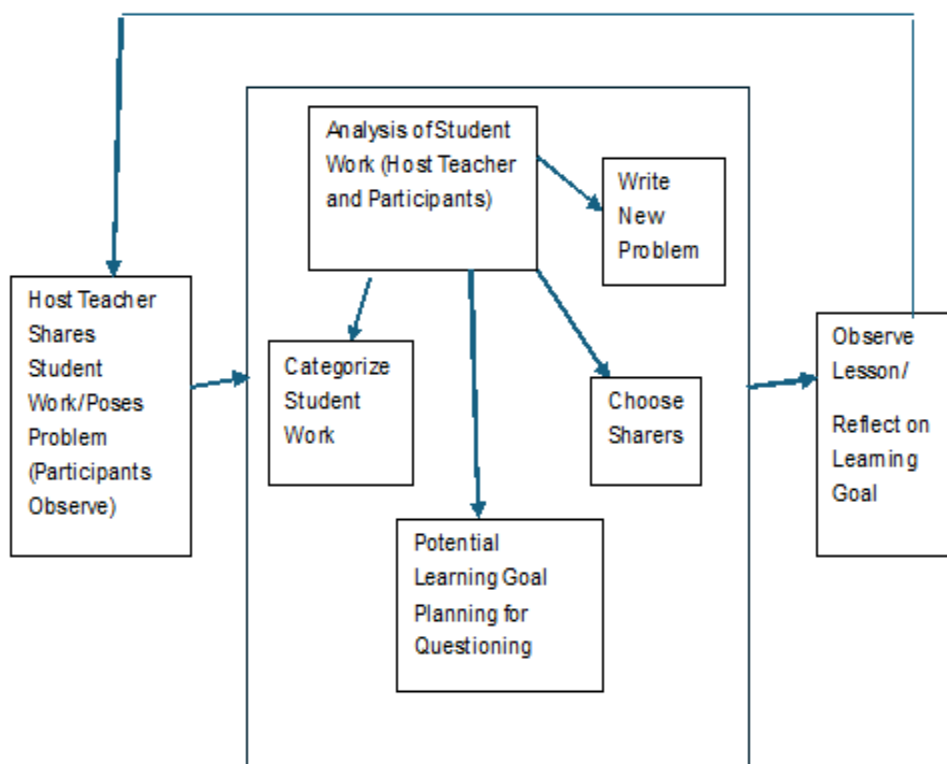 Analysis of Student
Work (Host Teacher
and Participants)
Write
New
Problem
Host Teacher
Shares
Student
Work/Poses
Problem
(Participants
Observe)
Categorize
Student
Work
Choose
Sharers
Observe
Lesson/
Reflect on
Learning
Goal
Potential
Learning Goal
Planning for
Questioning